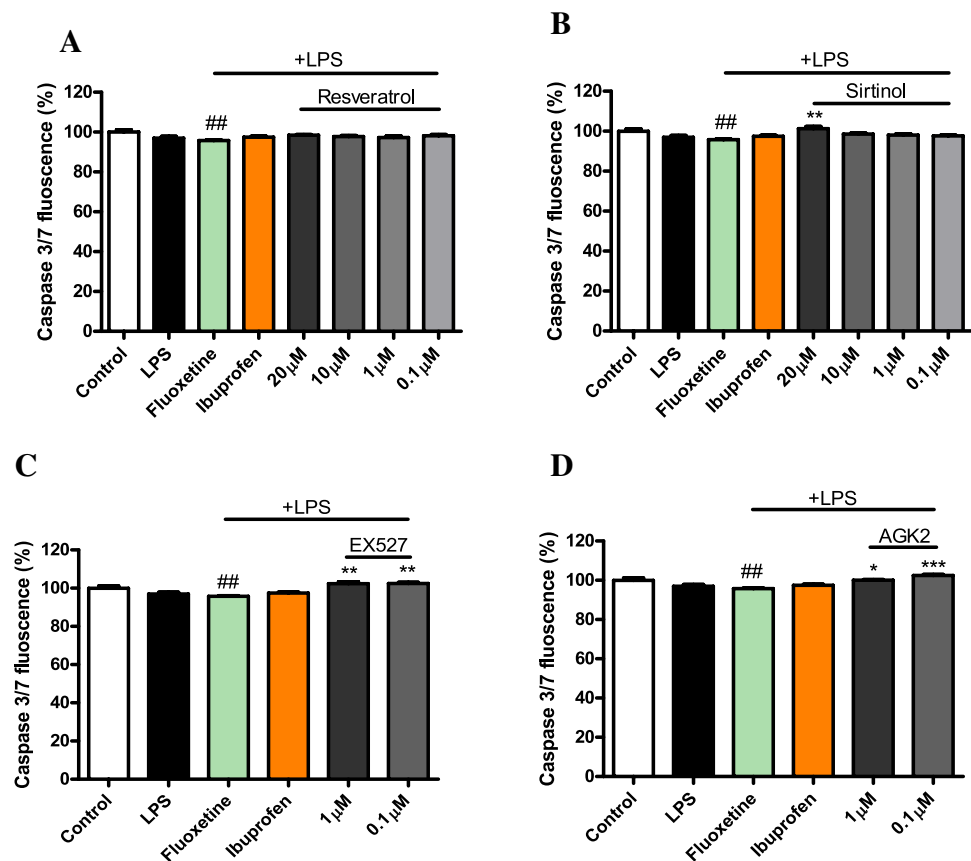 A
+LPS
Resveratrol
##
Caspase 3/7 fluoscence (%)
120
100
80
60
40
20
0
Control
LPS
Fluoxetine
Ibuprofen
20μM
10μM
1μM
0.1μM
B
+LPS
Sirtinol
##
**
Caspase 3/7 fluoscence (%)
120
100
80
60
40
20
0
Control
LPS
Fluoxetine
Ibuprofen
20μM
10μM
1μM
0.1μM
C
+LPS
EX527
##
**
**
Caspase 3/7 fluoscence (%)
120
100
80
60
40
20
0
Control
LPS
Fluoxetine
Ibuprofen
1μM
0.1μM
D
+LPS
AGK2
##
*
***
Caspase 3/7 fluoscence (%)
120
100
80
60
40
20
0
Control
LPS
Fluoxetine
Ibuprofen
1μM
0.1μM